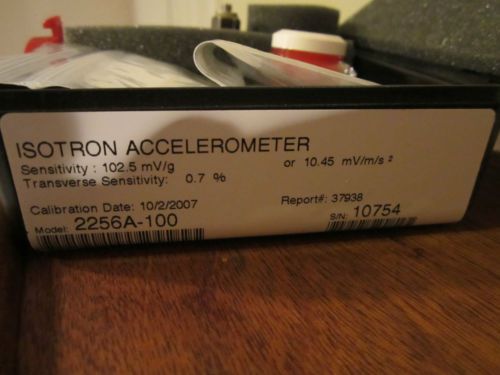 ISOTRON ACCELEROMETER
Sensitivity : 102.5 mV/g or 10.45 mV/m/s ²
Transverse Sensitivity: 0.7 %
Calibration Date: 10/2/2007 Report#: 37938
Model: 2256A-100 S/N: 10754